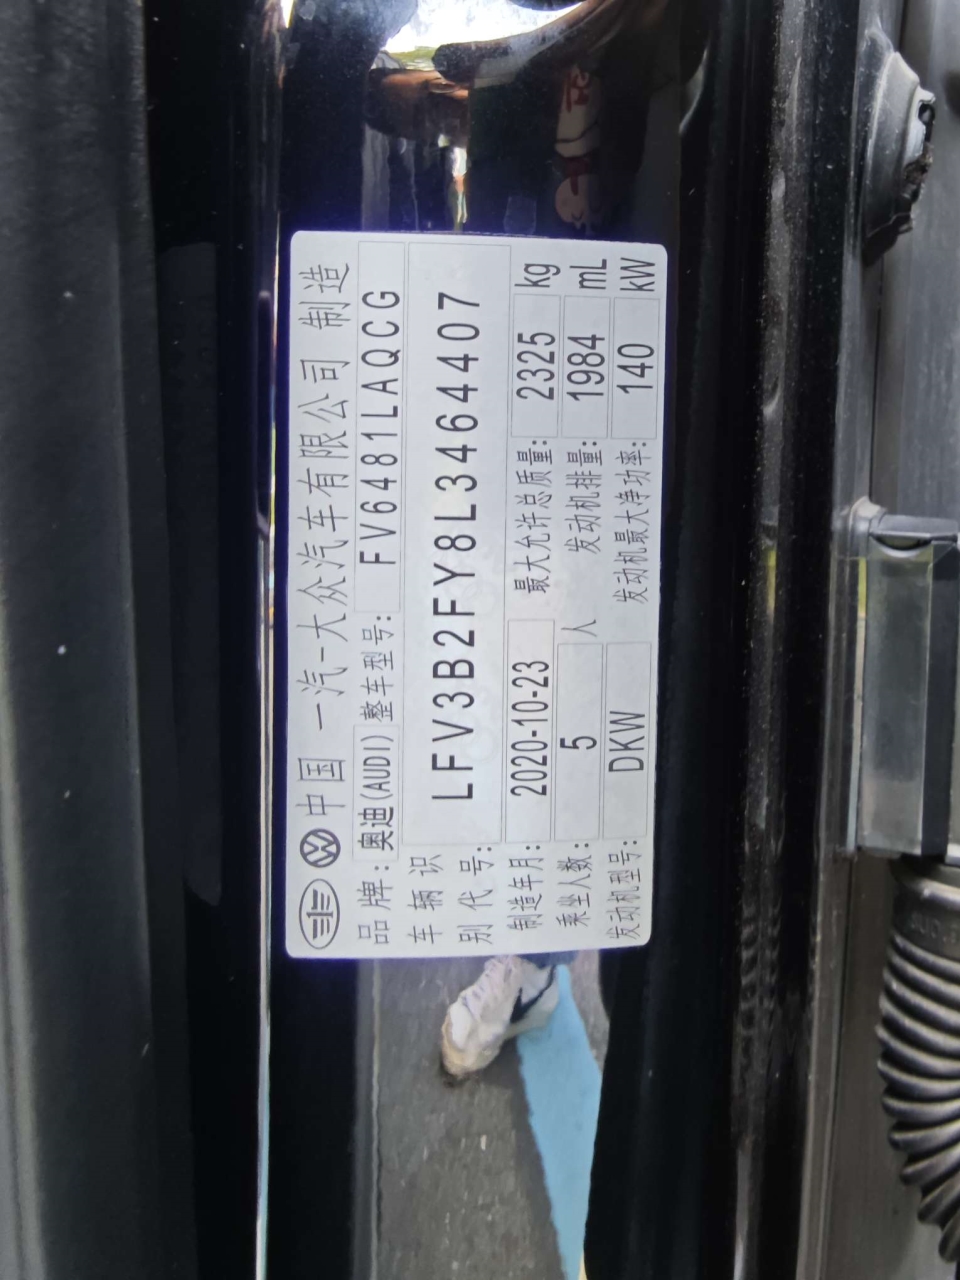 中国 一汽-大众汽车有限公司 制造
品牌: 奥迪(AUDI) 整车型号: FV6481LAQCG
车辆识别代号: LFV3B2FY8L3464407
制造年月: 2020-10-23 最大允许总质量: 2325 kg
乘坐人数: 5 人 发动机排量: 1984 mL
发动机型号: DKW 发动机最大净功率: 140 kW